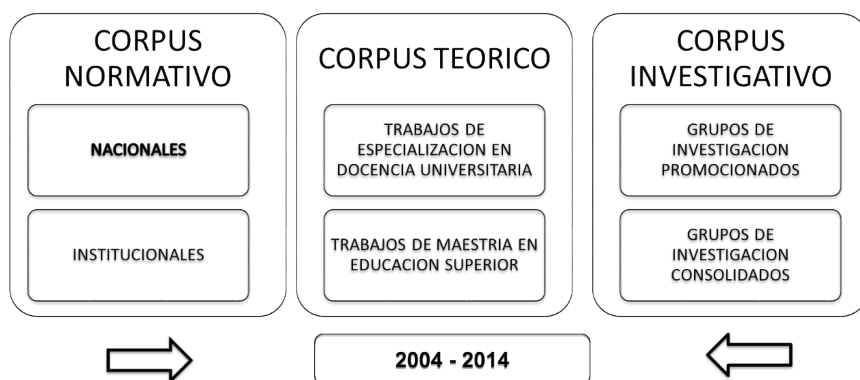 CORPUS
NORMATIVO
NACIONALES
INSTITUCIONALES
CORPUS TEORICO
TRABAJOS DE
ESPECIALIZACION EN
DOCENCIA UNIVERSITARIA
TRABAJOS DE MAESTRIA EN
EDUCACION SUPERIOR
CORPUS
INVESTIGATIVO
GRUPOS DE
INVESTIGACION
PROMOCIONADOS
GRUPOS DE
INVESTIGACION
CONSOLIDADOS
2004 - 2014